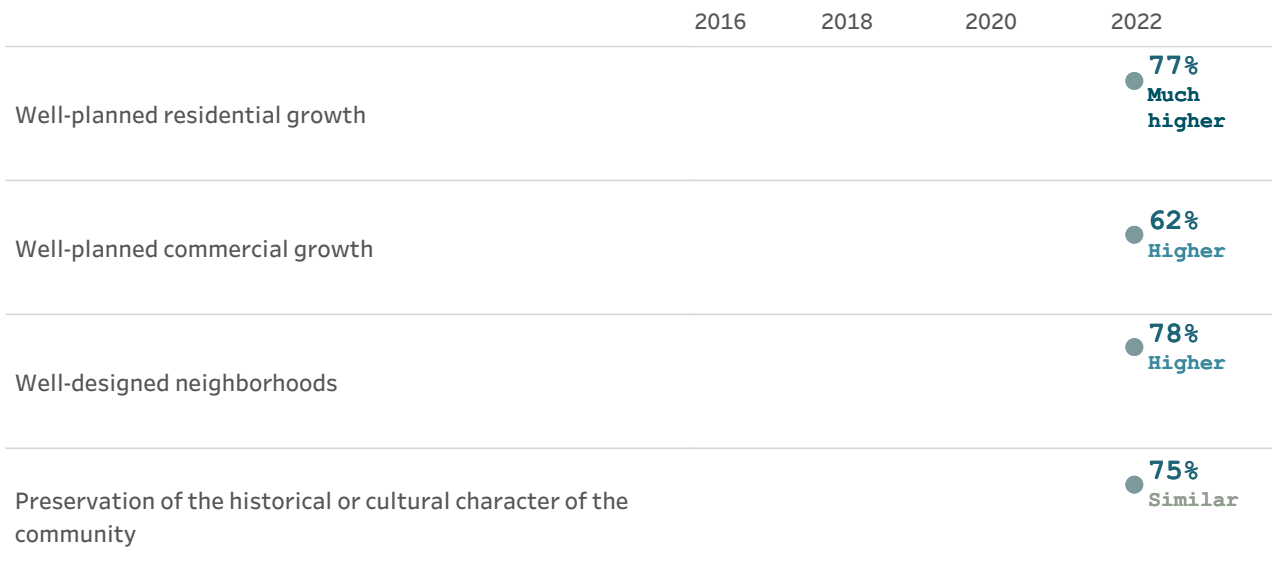 2016 2018 2020 2022
77%
Much
higher
Well-planned residential growth
62%
Higher
Well-planned commercial growth
78%
Higher
Well-designed neighborhoods
75%
Similar
Preservation of the historical or cultural character of the
community